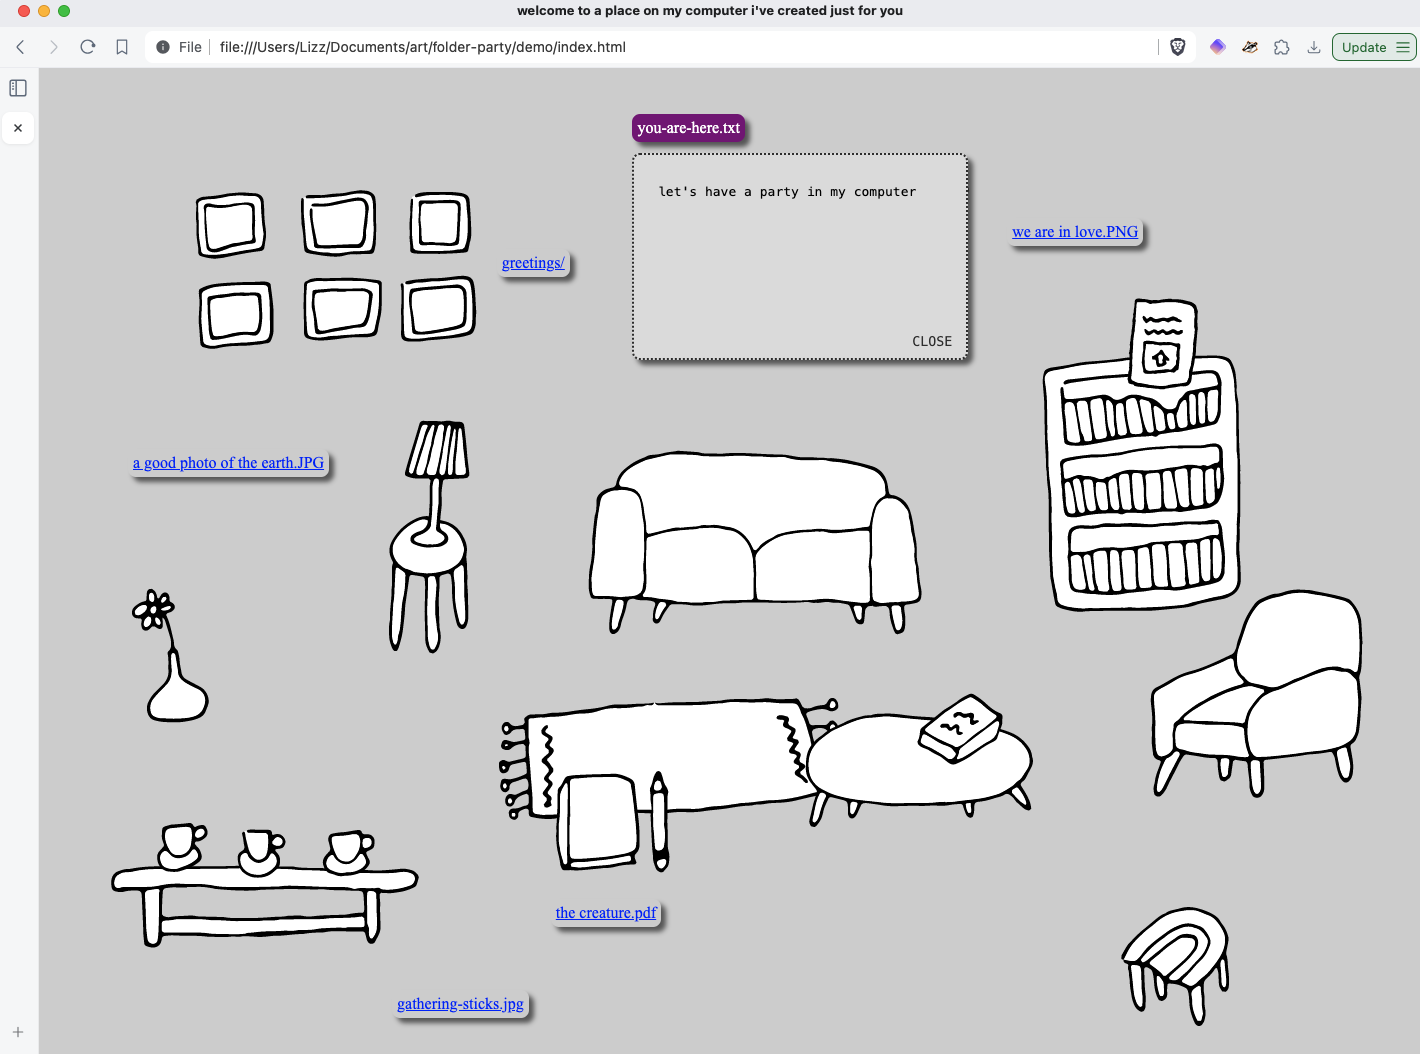 welcome to a place on my computer i've created just for you
File
file:///Users/Lizz/Documents/art/folder-party/demo/index.html
Update
you-are-here.txt
let's have a party in my computer
CLOSE
we are in love.PNG
greetings/
a good photo of the earth.JPG
the creature.pdf
gathering-sticks.jpg